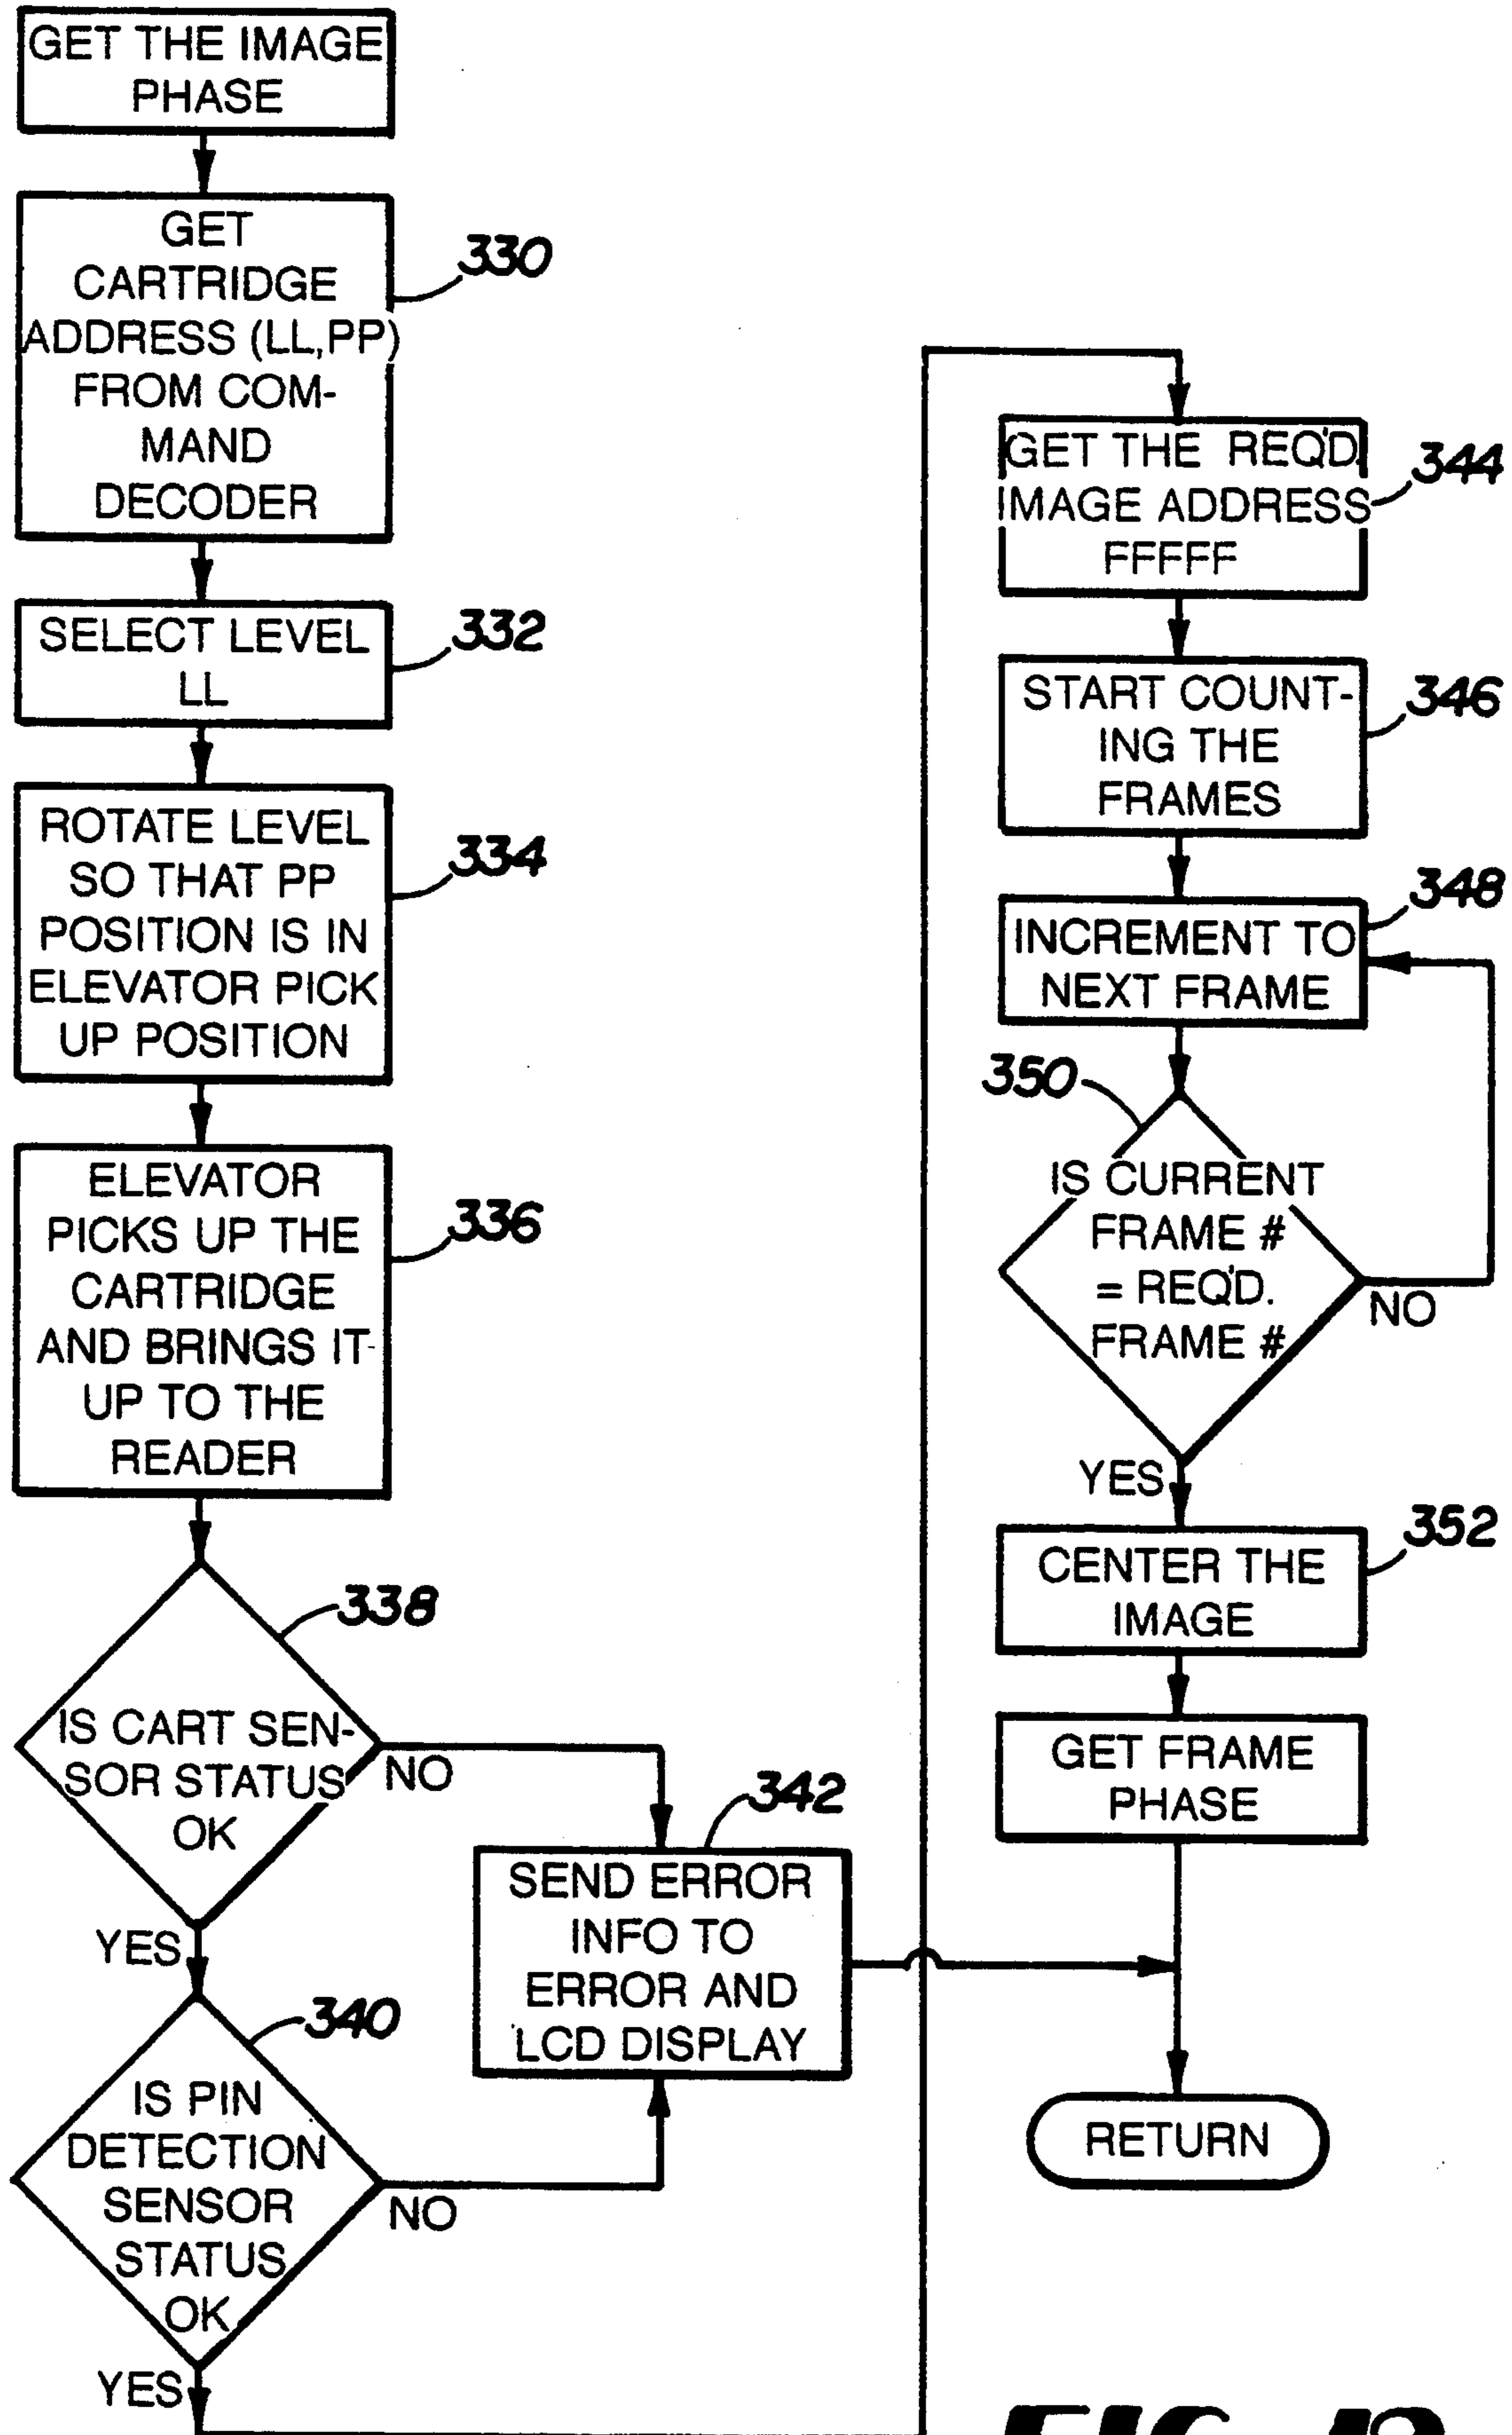 GET THE IMAGE
PHASE
GET
CARTRIDGE
ADDRESS (LL,PP)
FROM COM-
MAND
DECODER
330
SELECT LEVEL
LL
332
ROTATE LEVEL
SO THAT PP
POSITION IS IN
ELEVATOR PICK
UP POSITION
334
ELEVATOR
PICKS UP THE
CARTRIDGE
AND BRINGS IT
UP TO THE
READER
336
338
IS CART SEN-
SOR STATUS
OK
NO
YES
340
IS PIN
DETECTION
SENSOR
STATUS
OK
NO
YES
342
SEND ERROR
INFO TO
ERROR AND
LCD DISPLAY
GET THE REQ'D.
IMAGE ADDRESS
FFFFF
344
START COUNT-
ING THE
FRAMES
346
INCREMENT TO
NEXT FRAME
348
350
IS CURRENT
FRAME #
= REQ'D.
FRAME #
NO
YES
CENTER THE
IMAGE
352
GET FRAME
PHASE
RETURN